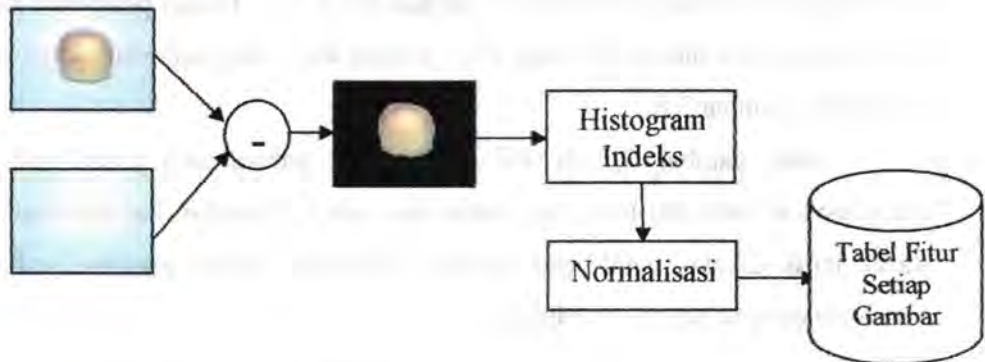 -
Histogram
Indeks
Normalisasi
Tabel Fitur
Setiap
Gambar